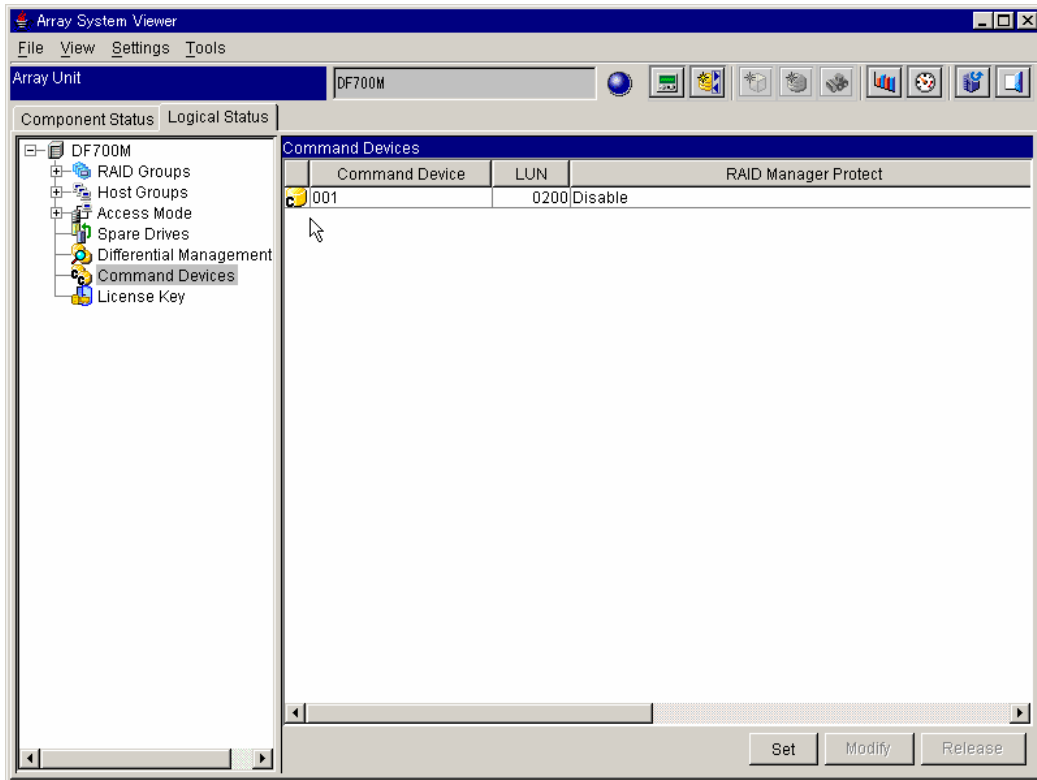 Array System Viewer
File View Settings Tools
Array Unit DF700M
Component Status Logical Status
DF700M
RAID Groups
Host Groups
Access Mode
Spare Drives
Differential Management
Command Devices
License Key
Command Devices
Command Device LUN RAID Manager Protect
001 0200 Disable
Set Modify Release